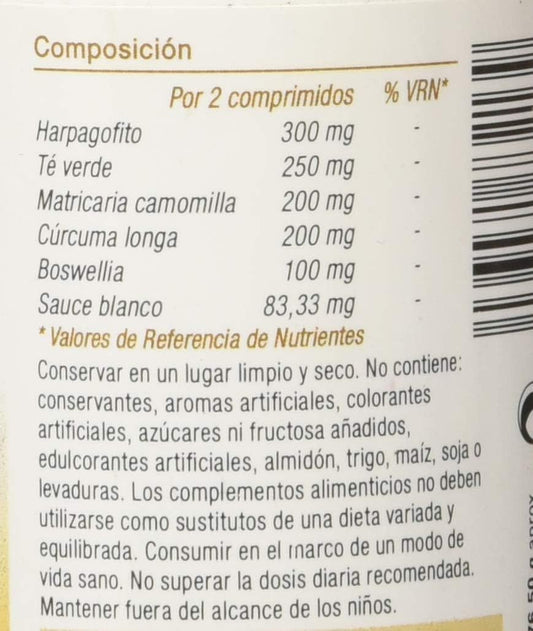 Composición
Por 2 comprimidos % VRN*
Harpagofito 300 mg -
Té verde 250 mg -
Matricaria camomilla 200 mg -
Cúrcuma longa 200 mg -
Boswellia 100 mg -
Sauce blanco 83,33 mg -
* Valores de Referencia de Nutrientes
Conservar en un lugar limpio y seco. No contiene:
conservantes, aromas artificiales, colorantes
artificiales, azúcares ni fructosa añadidos,
edulcorantes artificiales, almidón, trigo, maíz, soja o
levaduras. Los complementos alimenticios no deben
utilizarse como sustitutos de una dieta variada y
equilibrada. Consumir en el marco de un modo de
vida sano. No superar la dosis diaria recomendada.
Mantener fuera del alcance de los niños.